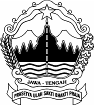 JAWA - TENGAH
PRASETYA ULAH SAKTI BHAKTI PRAJA